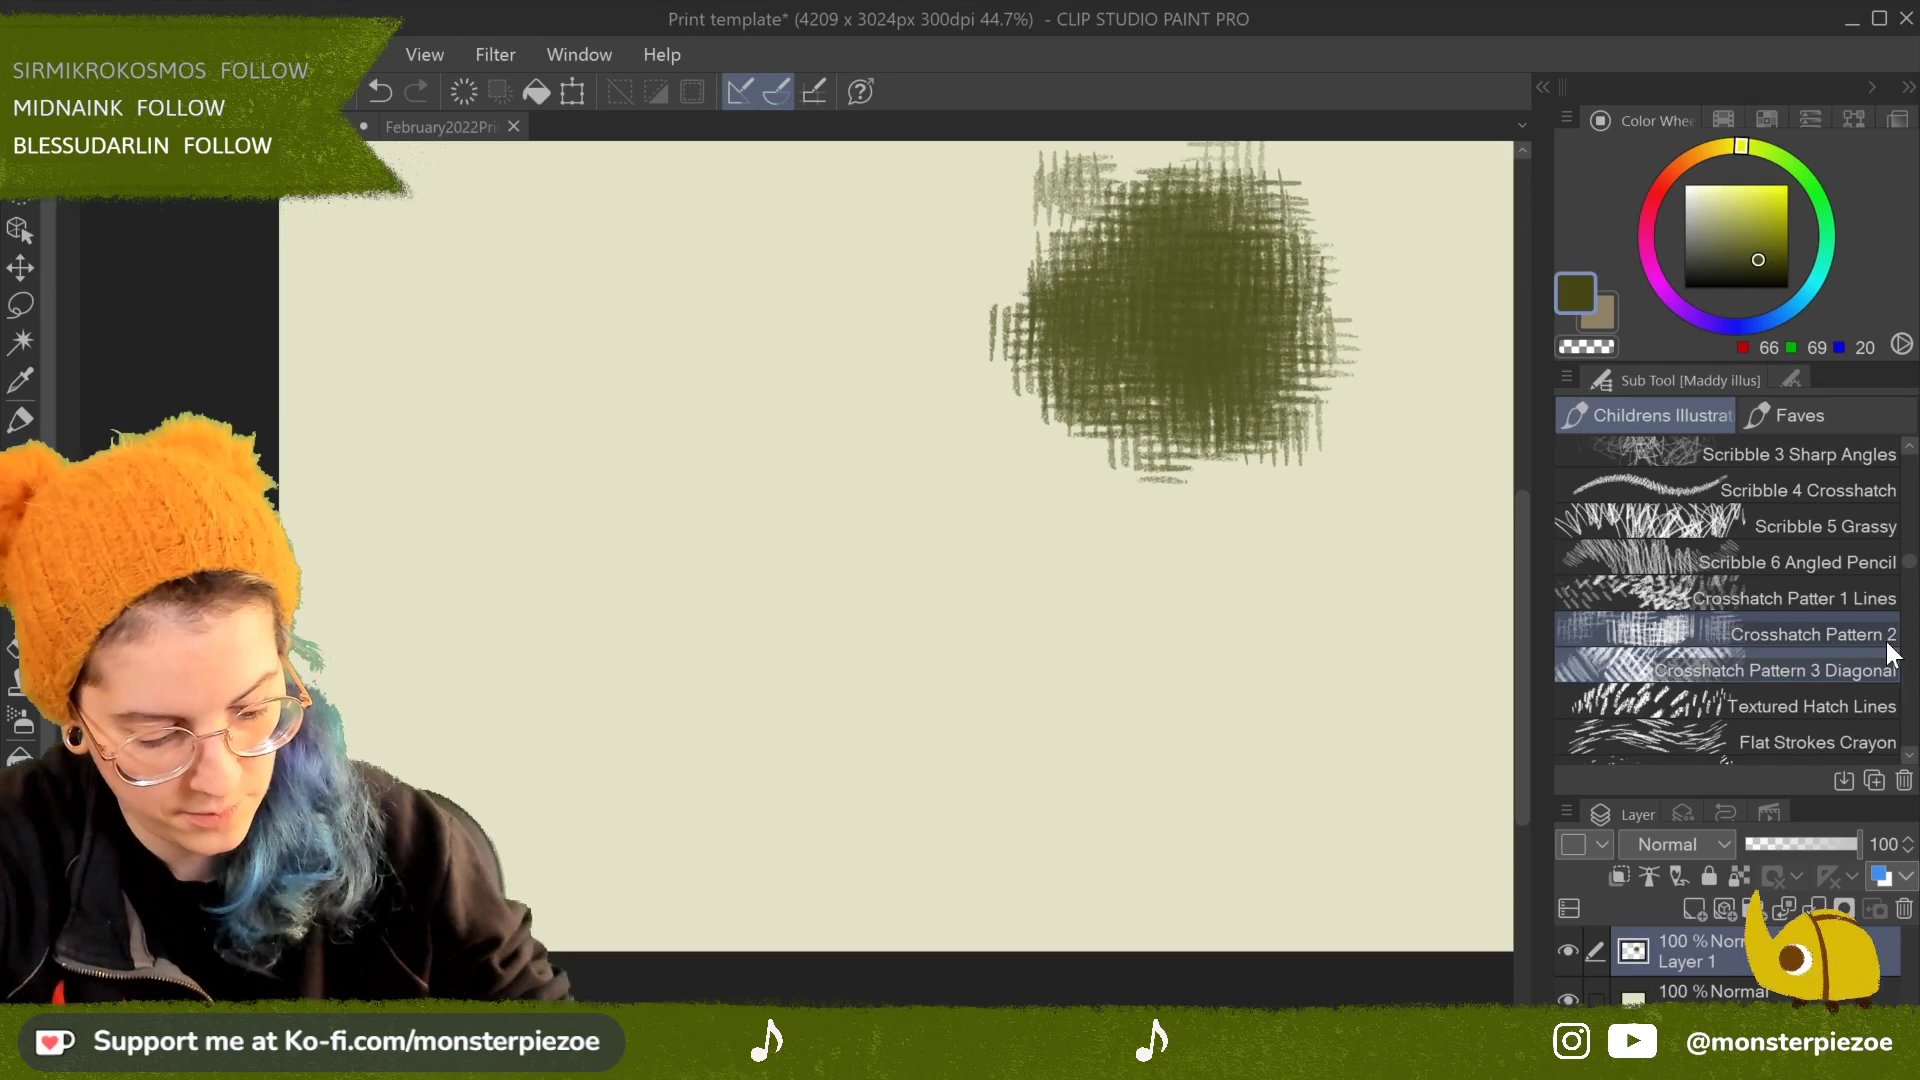 Print template* (4209 x 3024px 300dpi 44.7%) - CLIP STUDIO PAINT PRO
View Filter Window Help
SIRMIKROKOSMOS FOLLOW
MIDNAINK FOLLOW
BLESSUDARLIN FOLLOW
February2022Pri
Color Whee
66 69 20
Sub Tool [Maddy illus]
Childrens Illustrat Faves
Scribble 3 Sharp Angles
Scribble 4 Crosshatch
Scribble 5 Grassy
Scribble 6 Angled Pencil
Crosshatch Patter 1 Lines
Crosshatch Pattern 2
Crosshatch Pattern 3 Diagonal
Textured Hatch Lines
Flat Strokes Crayon
Layer
Normal 100
100 % Norm
Layer 1
100 % Normal
Support me at Ko-fi.com/monsterpiezoe
@monsterpiezoe